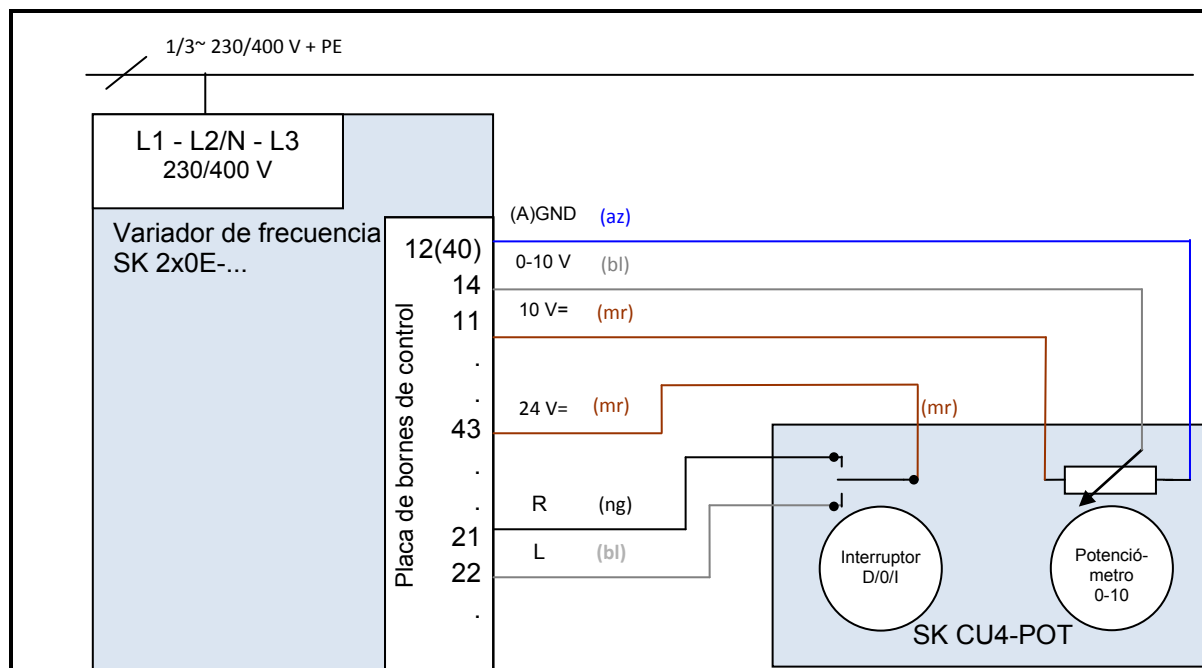 1/3~ 230/400 V + PE
L1 - L2/N - L3
230/400 V
Variador de frecuencia
SK 2x0E-...
Placa de bornes de control
12(40)
14
11
.
.
43
.
.
21
22
.
(A)GND (az)
0-10 V (bl)
10 V= (mr)
24 V= (mr)
(mr)
R (ng)
L (bl)
Interruptor
D/0/I
Potenció-
metro
0-10
SK CU4-POT